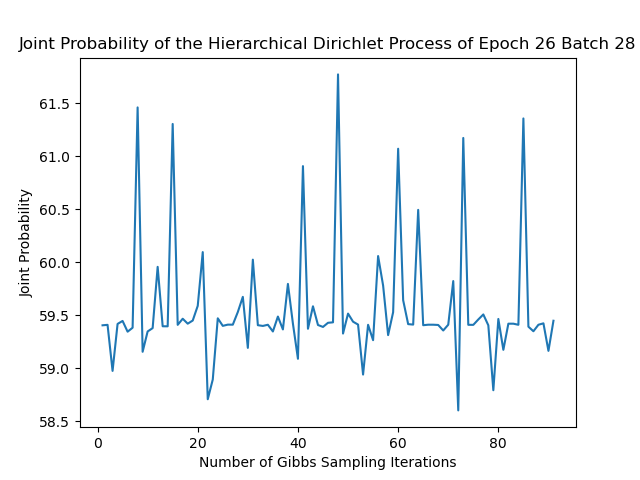 Joint Probability of the Hierarchical Dirichlet Process of Epoch 26 Batch 28
61.5
61.0
60.5
60.0
59.5
59.0
58.5
Joint Probability
0 20 40 60 80
Number of Gibbs Sampling Iterations